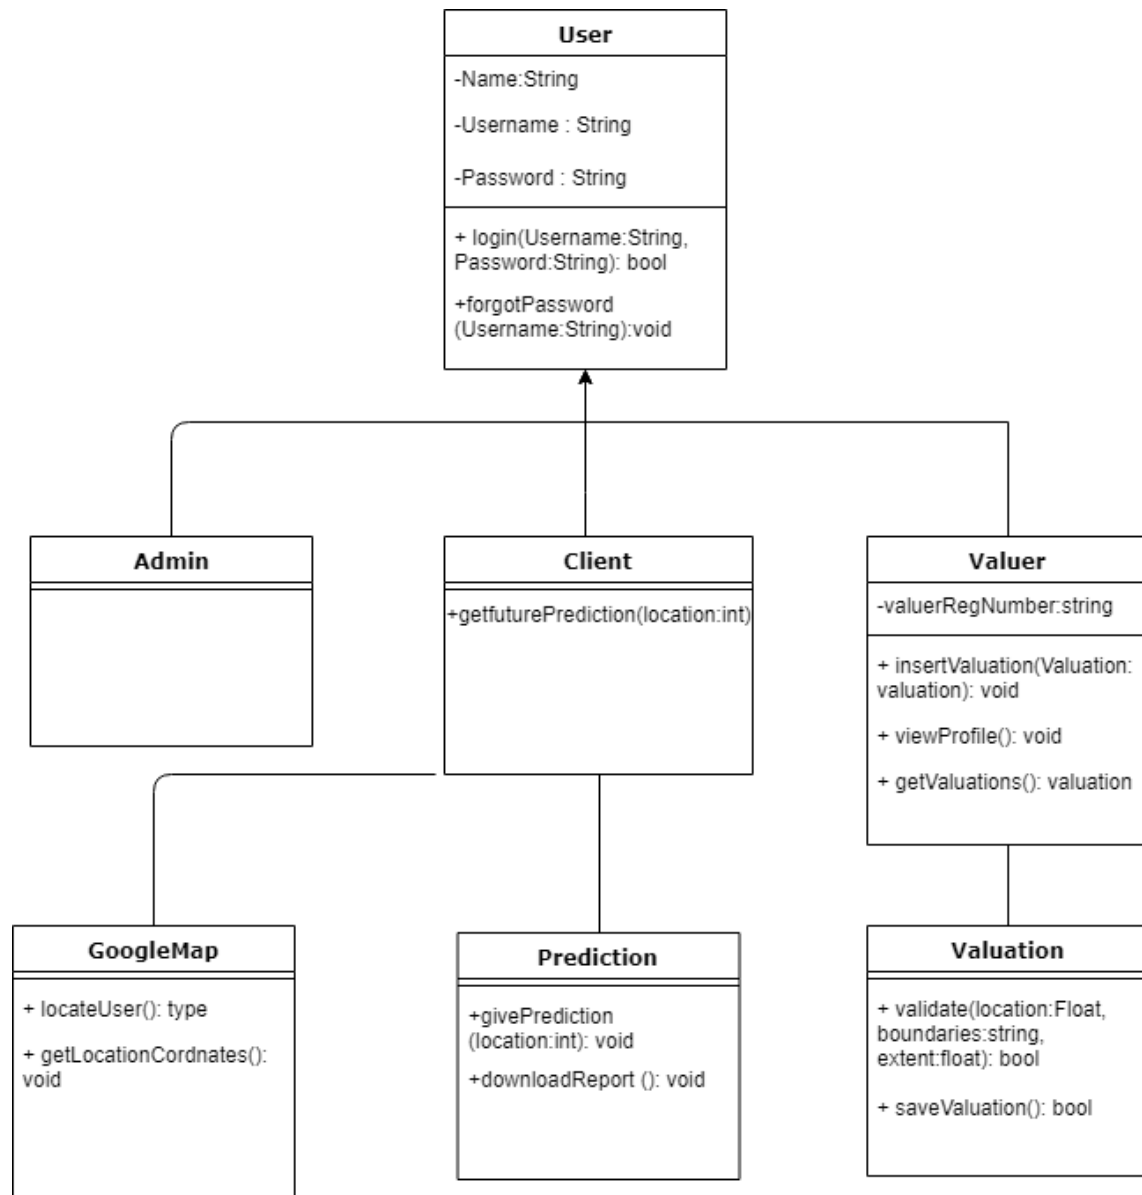 User
-Name:String
-Username : String
-Password : String
+ login(Username:String,
Password:String): bool
+forgotPassword
(Username:String):void
Admin
Client
+getfuturePrediction(location:int)
Valuer
-valuerRegNumber:string
+ insertValuation(Valuation:
valuation): void
+ viewProfile(): void
+ getValuations(): valuation
GoogleMap
+ locateUser(): type
+ getLocationCordnates():
void
Prediction
+givePrediction
(location:int): void
+downloadReport (): void
Valuation
+ validate(location:Float,
boundaries:string,
extent:float): bool
+ saveValuation(): bool